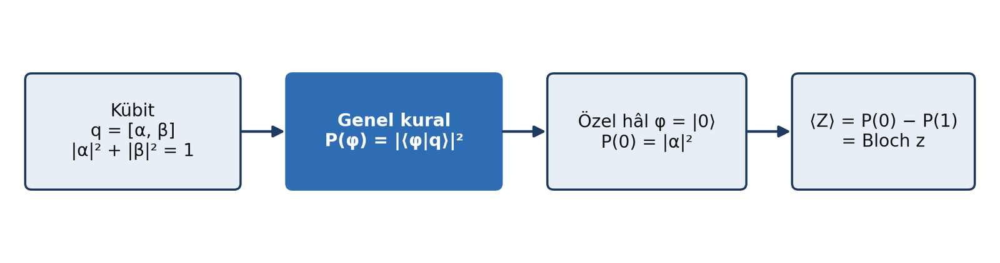 Kübit
q = [α, β]
|α|² + |β|² = 1
Genel kural
P(φ) = |⟨φ|q⟩|²
Özel hâl φ = |0⟩
P(0) = |α|²
⟨Z⟩ = P(0) − P(1)
= Bloch z